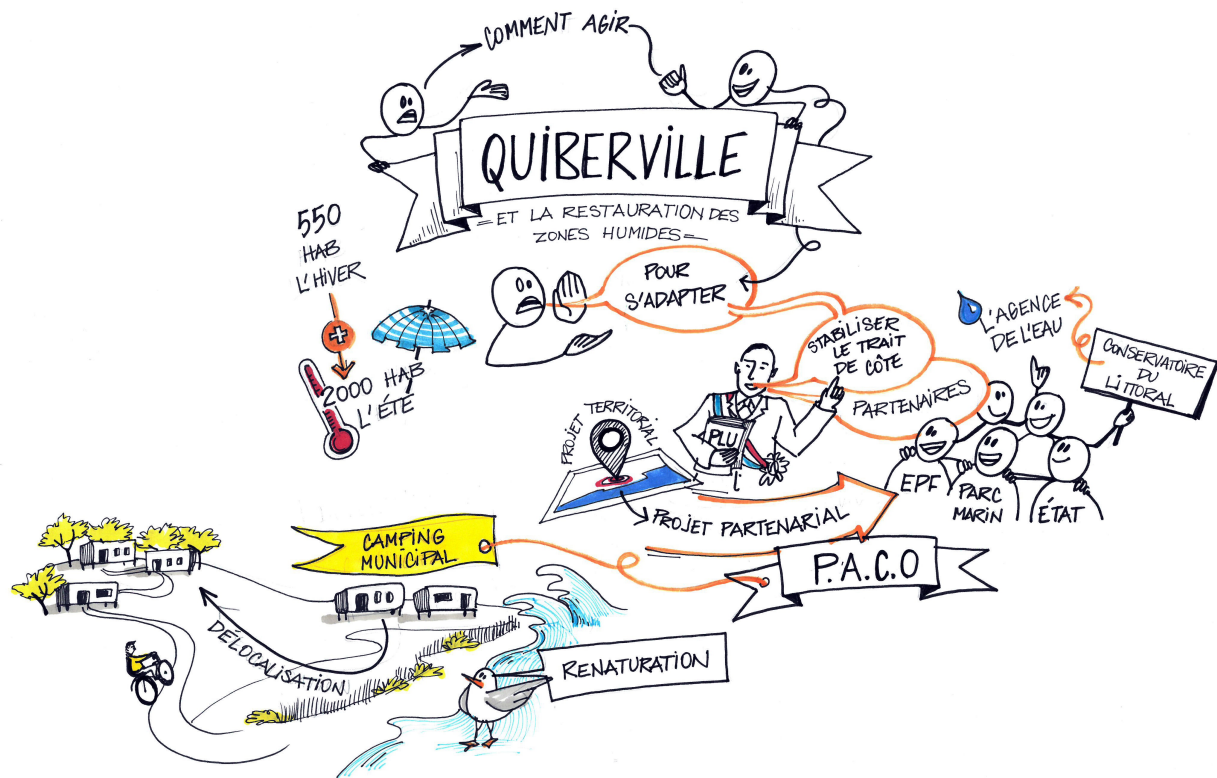 COMMENT AGIR
QUIBERVILLE
ET LA RESTAURATION DES
ZONES HUMIDES
550
HAB
L'HIVER
2000 HAB
L'ÉTÉ
POUR
S'ADAPTER
STABILISER
LE TRAIT
DE CÔTE
PARTENAIRES
L'AGENCE
DE L'EAU
CONSERVATOIRE
DU
LITTORAL
PROJET TERRITORIAL
PLU
EPF
PARC
MARIN
ÉTAT
PROJET PARTENARIAL
P.A.C.O
CAMPING
MUNICIPAL
DÉLOCALISATION
RENATURATION